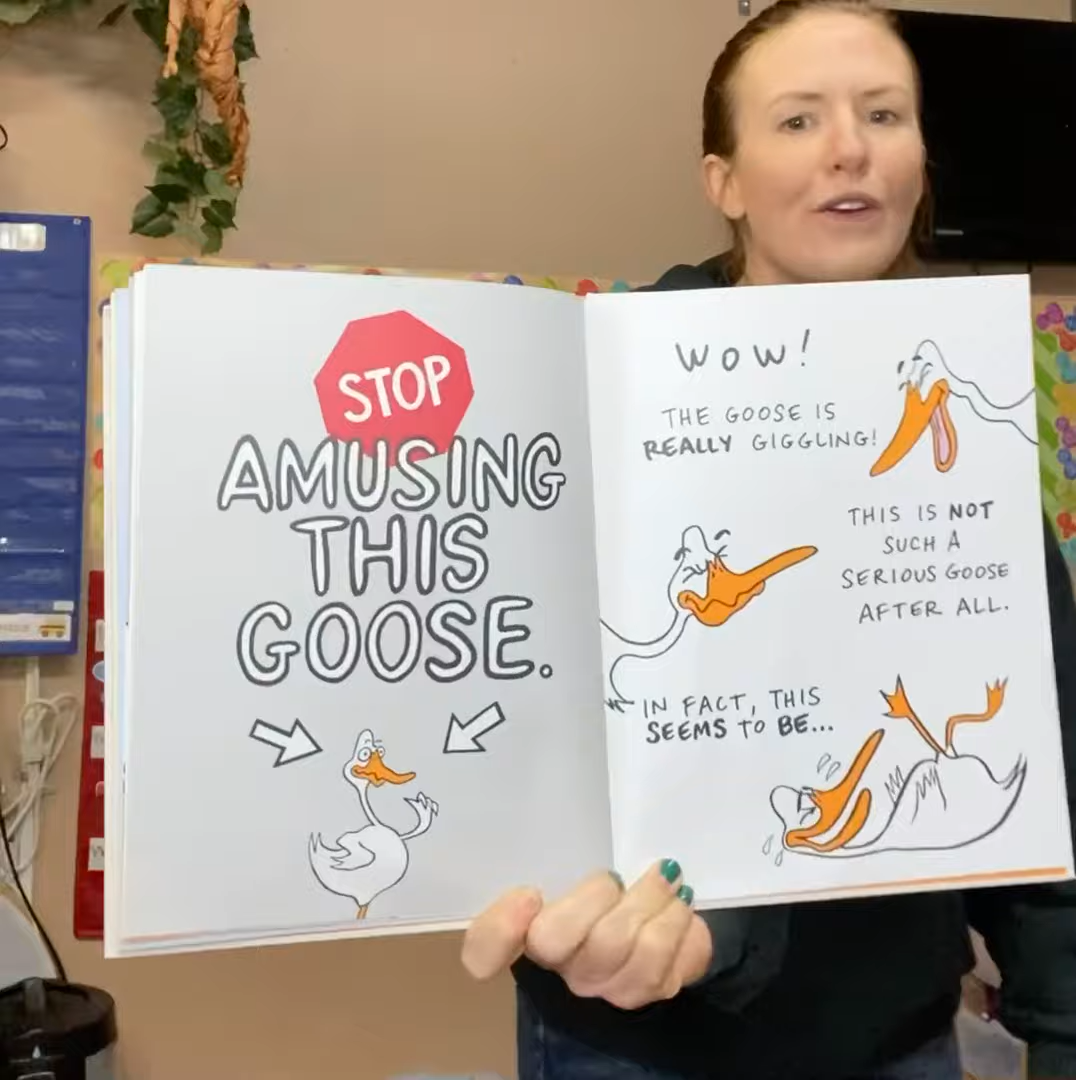 STOP
AMUSING
THIS
GOOSE.
WOW!
THE GOOSE IS
REALLY GIGGLING!
THIS IS NOT
SUCH A
SERIOUS GOOSE
AFTER ALL.
IN FACT, THIS
SEEMS TO BE...